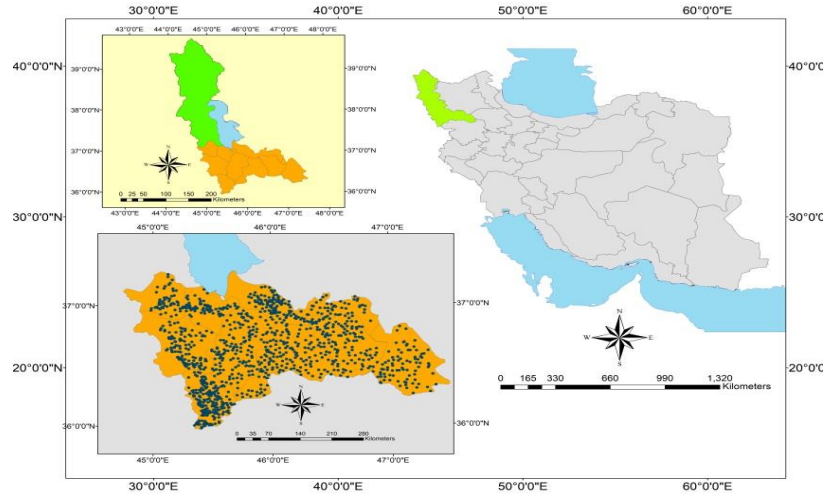 30°0'0"E 40°0'0"E 50°0'0"E 60°0'0"E
43°0'0"E 44°0'0"E 45°0'0"E 46°0'0"E 47°0'0"E 48°0'0"E
40°0'0"N 40°0'0"N
39°0'0"N 39°0'0"N
38°0'0"N 38°0'0"N
37°0'0"N 37°0'0"N
N
W E
S
36°0'0"N 36°0'0"N
0 25 50 100 150 200
Kilometers
43°0'0"E 44°0'0"E 45°0'0"E 46°0'0"E 47°0'0"E 48°0'0"E
30°0'0"N 30°0'0"N
45°0'0"E 46°0'0"E 47°0'0"E
37°0'0"N 37°0'0"N
N
W E
S
20°0'0"N 20°0'0"N
0 165 330 660 990 1,320
Kilometers
N
W E
S
36°0'0"N 36°0'0"N
0 35 70 140 210 280
Kilometers
45°0'0"E 46°0'0"E 47°0'0"E
30°0'0"E 40°0'0"E 50°0'0"E 60°0'0"E